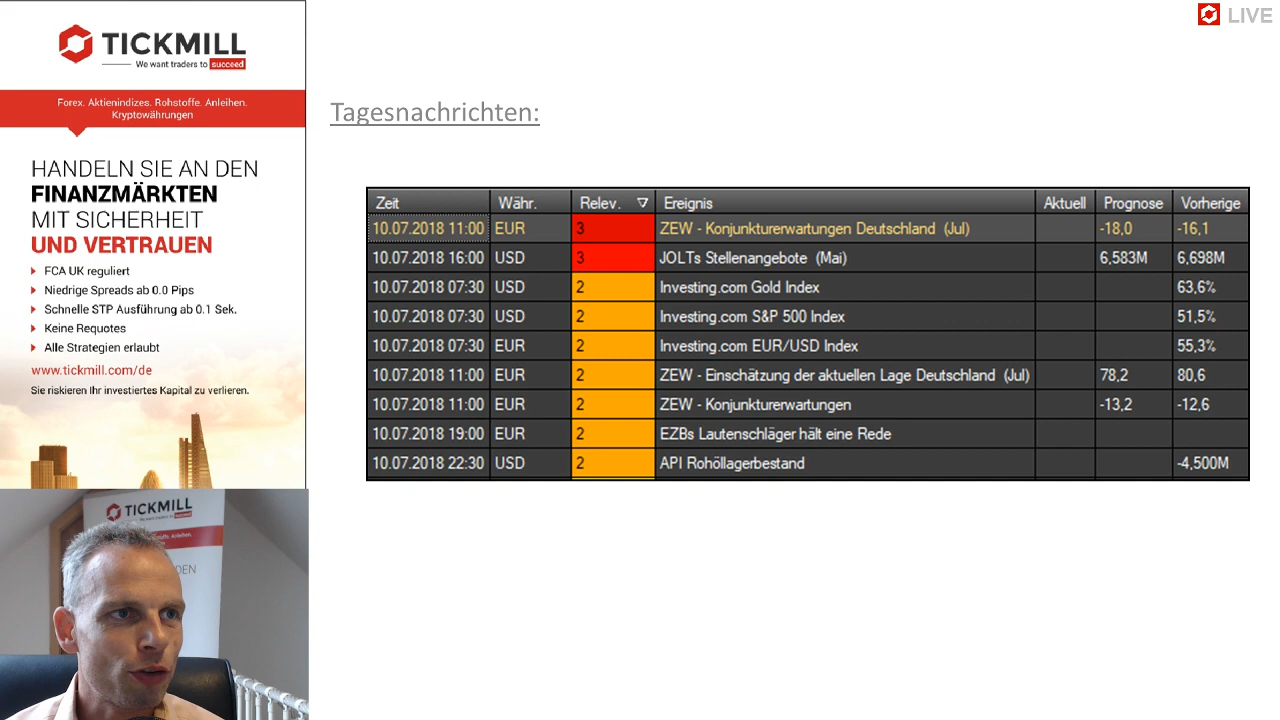 TICKMILL
We want traders to succeed
Forex. Aktienindizes. Rohstoffe. Anleihen.
Kryptowährungen
HANDELN SIE AN DEN
FINANZMÄRKTEN
MIT SICHERHEIT
UND VERTRAUEN
FCA UK reguliert
Niedrige Spreads ab 0.0 Pips
Schnelle STP Ausführung ab 0.1 Sek.
Keine Requotes
Alle Strategien erlaubt
www.tickmill.com/de
Sie riskieren Ihr investiertes Kapital zu verlieren.
TICKMILL
We want traders to succeed
Anleihen.
LIVE
Tagesnachrichten:
Zeit Währ. Relev. Ereignis Aktuell Prognose Vorherige
10.07.2018 11:00 EUR 3 ZEW - Konjunkturerwartungen Deutschland (Jul) -18,0 -16,1
10.07.2018 16:00 USD 3 JOLTs Stellenangebote (Mai) 6,583M 6,698M
10.07.2018 07:30 USD 2 Investing.com Gold Index 63,6%
10.07.2018 07:30 USD 2 Investing.com S&P 500 Index 51,5%
10.07.2018 07:30 EUR 2 Investing.com EUR/USD Index 55,3%
10.07.2018 11:00 EUR 2 ZEW - Einschätzung der aktuellen Lage Deutschland (Jul) 78,2 80,6
10.07.2018 11:00 EUR 2 ZEW - Konjunkturerwartungen -13,2 -12,6
10.07.2018 19:00 EUR 2 EZBs Lautenschläger hält eine Rede
10.07.2018 22:30 USD 2 API Rohöllagerbestand -4,500M